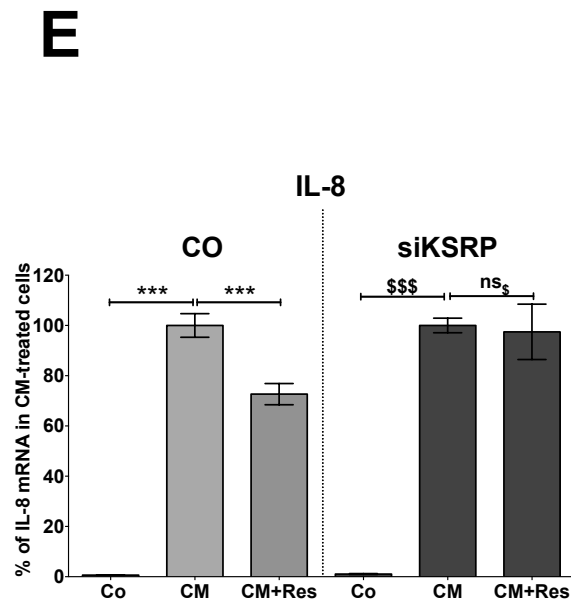 E
IL-8
CO siKSRP
% of IL-8 mRNA in CM-treated cells
120
100
80
60
40
20
0
*** *** $$$ ns$
Co CM CM+Res Co CM CM+Res